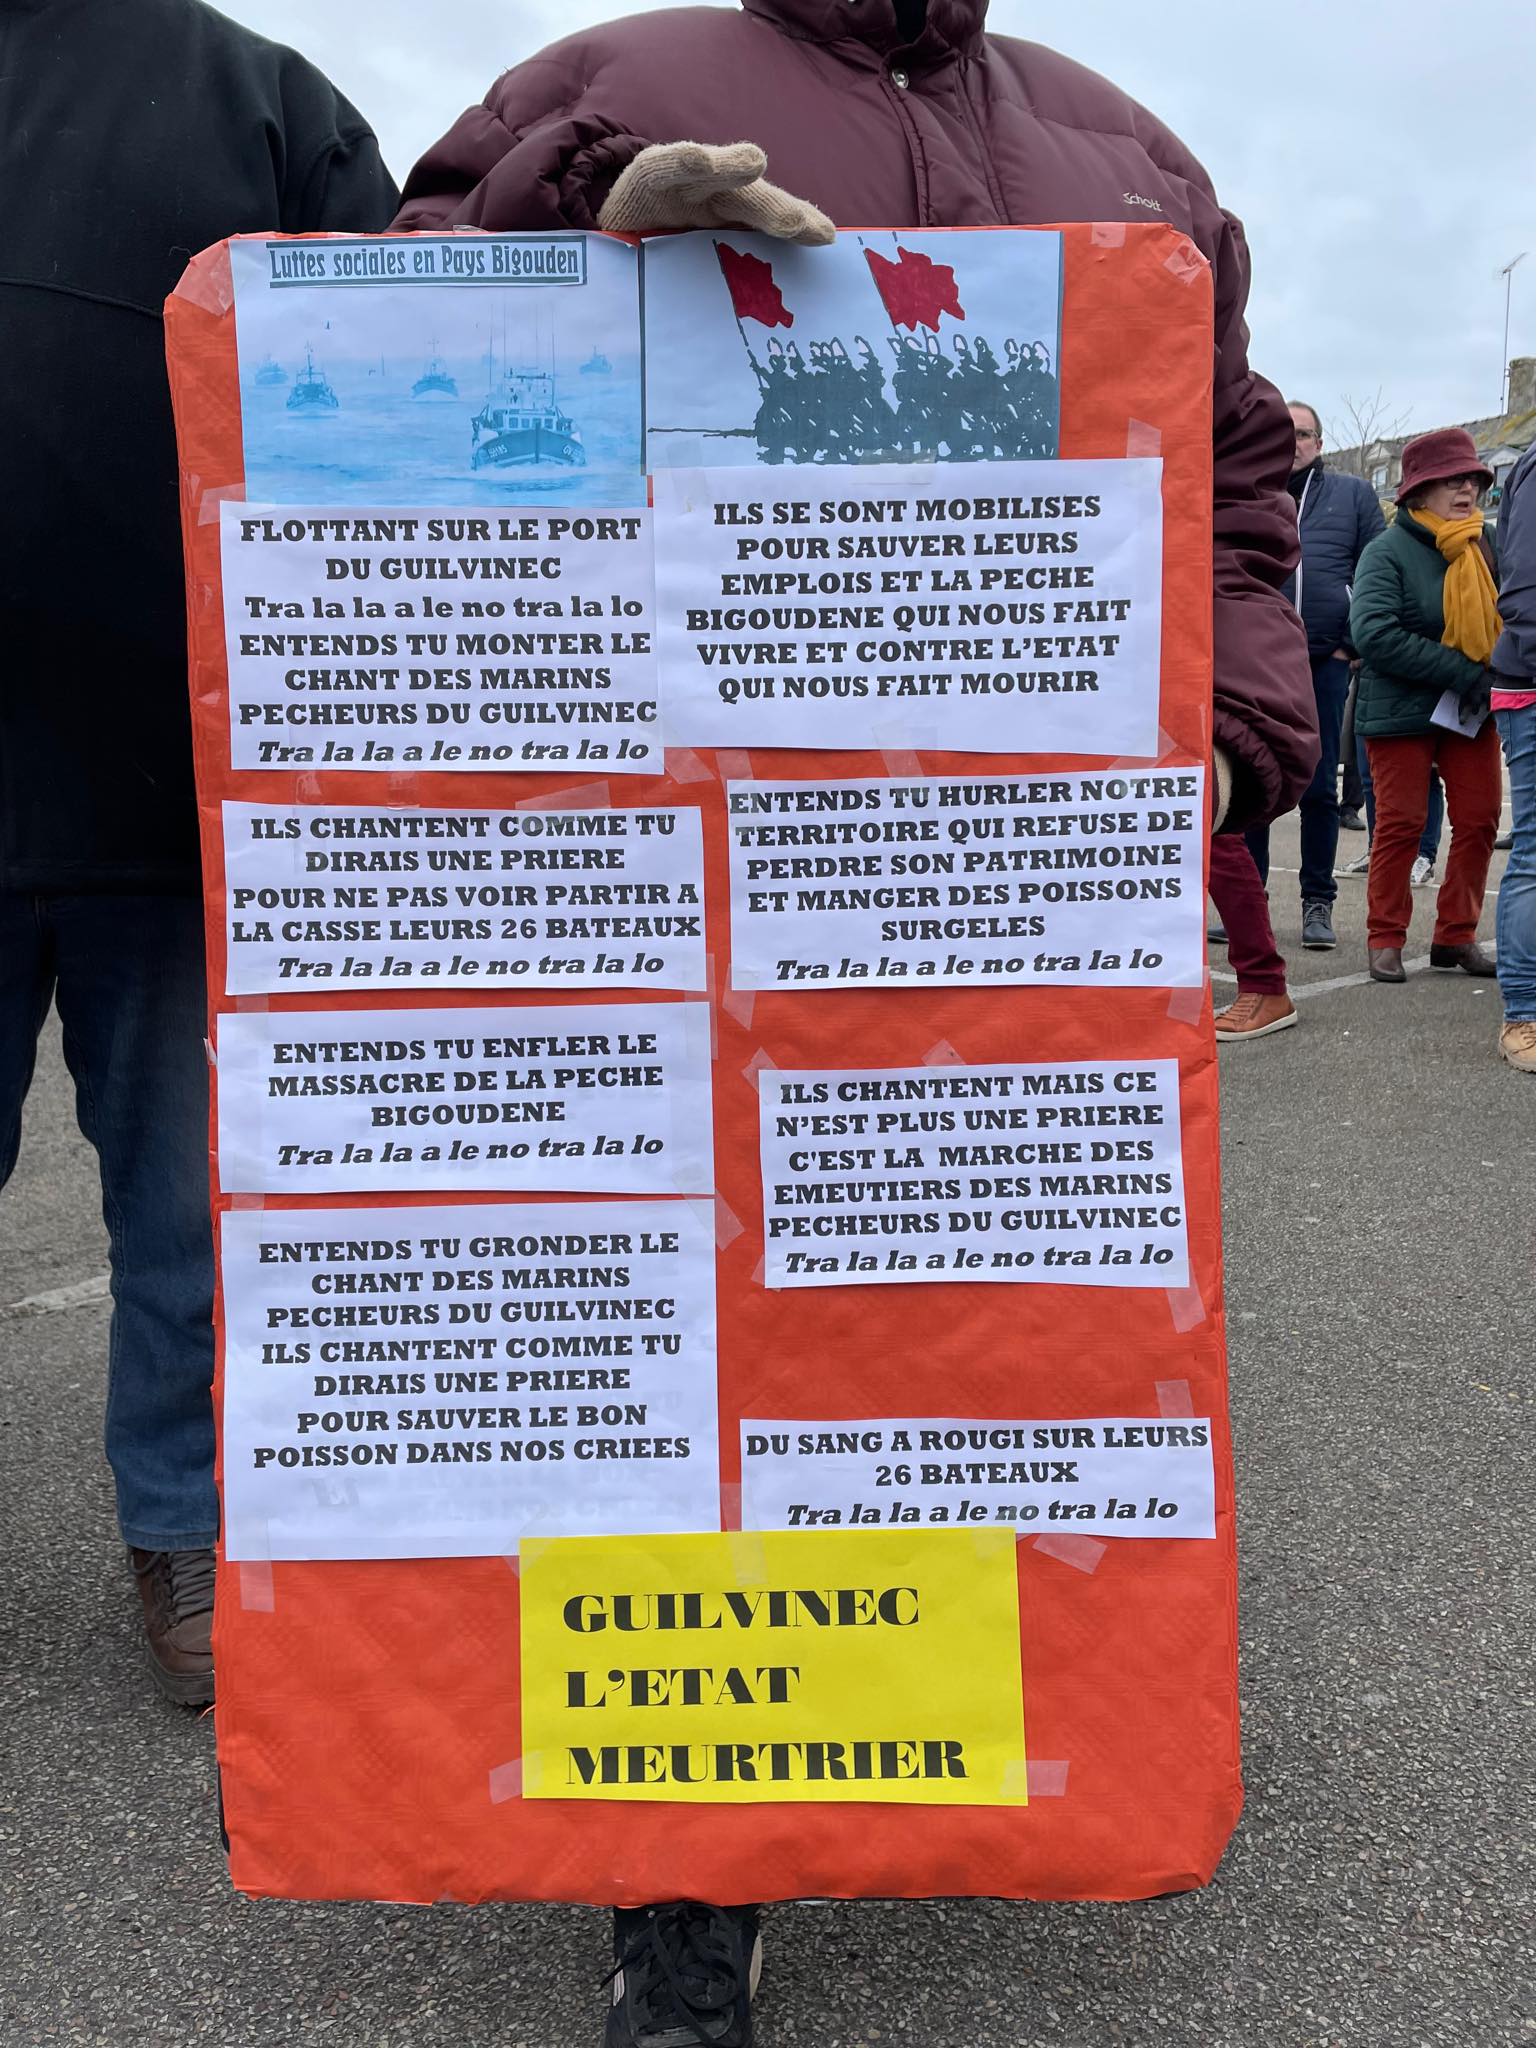 Schott
Luttes sociales en Pays Bigouden
FLOTTANT SUR LE PORT
DU GUILVINEC
Tra la la a le no tra la lo
ENTENDS TU MONTER LE
CHANT DES MARINS
PECHEURS DU GUILVINEC
Tra la la a le no tra la lo
ILS CHANTENT COMME TU
DIRAIS UNE PRIERE
POUR NE PAS VOIR PARTIR A
LA CASSE LEURS 26 BATEAUX
Tra la la a le no tra la lo
ENTENDS TU ENFLER LE
MASSACRE DE LA PECHE
BIGOUDENE
Tra la la a le no tra la lo
ENTENDS TU GRONDER LE
CHANT DES MARINS
PECHEURS DU GUILVINEC
ILS CHANTENT COMME TU
DIRAIS UNE PRIERE
POUR SAUVER LE BON
POISSON DANS NOS CRIEES
ILS SE SONT MOBILISES
POUR SAUVER LEURS
EMPLOIS ET LA PECHE
BIGOUDENE QUI NOUS FAIT
VIVRE ET CONTRE L'ETAT
QUI NOUS FAIT MOURIR
ENTENDS TU HURLER NOTRE
TERRITOIRE QUI REFUSE DE
PERDRE SON PATRIMOINE
ET MANGER DES POISSONS
SURGELES
Tra la la a le no tra la lo
ILS CHANTENT MAIS CE
N'EST PLUS UNE PRIERE
C'EST LA MARCHE DES
EMEUTIERS DES MARINS
PECHEURS DU GUILVINEC
Tra la la a le no tra la lo
DU SANG A ROUGI SUR LEURS
26 BATEAUX
Tra la la a le no tra la lo
GUILVINEC
L'ETAT
MEURTRIER